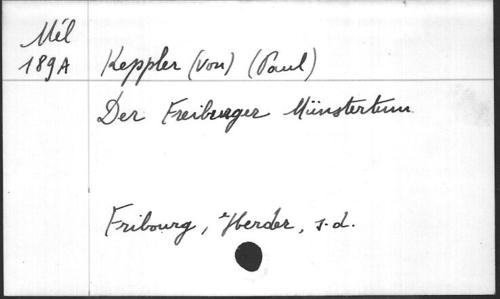 Mél
189A Keppler (von) (Paul)
Der Freiburger Münsterturm
Fribourg, Herder, s.d.